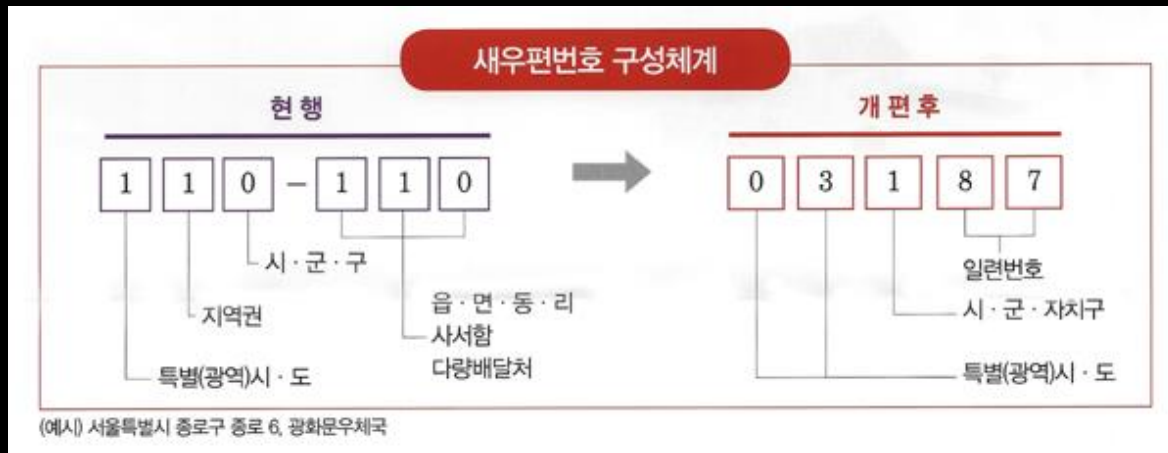 새우편번호 구성체계
현 행
1 1 0 – 1 1 0
시 · 군 · 구
지역권
읍 · 면 · 동 · 리
사서함
다량배달처
특별(광역)시 · 도
개 편 후
0 3 1 8 7
일련번호
시 · 군 · 자치구
특별(광역)시 · 도
(예시) 서울특별시 종로구 종로 6, 광화문우체국